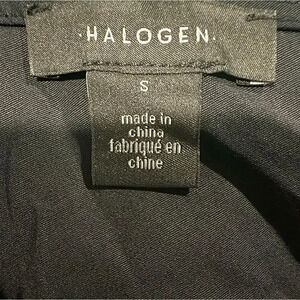 ·HALOGEN·
S
made in
china
fabriqué en
chine